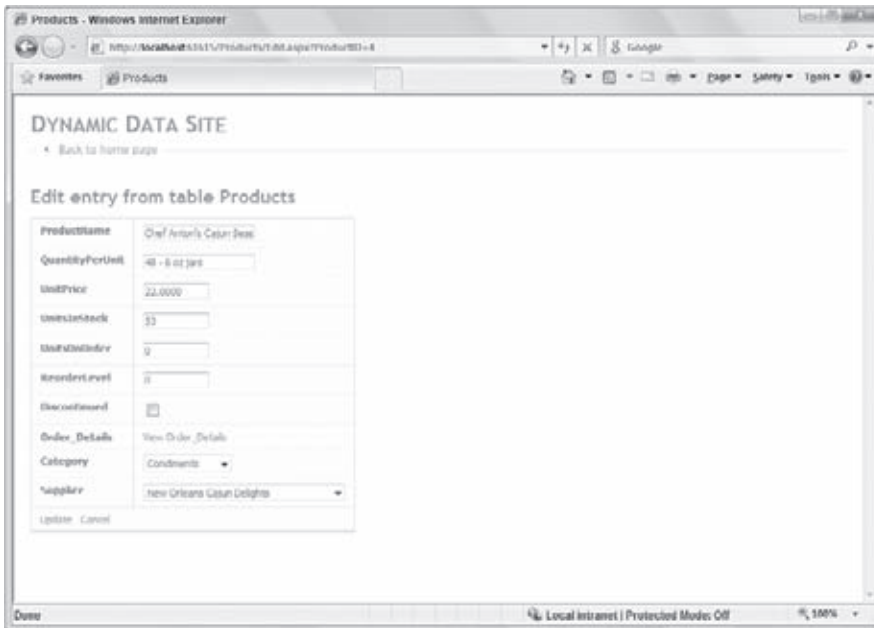 Products - Windows Internet Explorer
Google
Favorites Products
Page Safety Tools
DYNAMIC DATA SITE
Back to home page
Edit entry from table Products
ProductName Chef Anton's Cajun Seas
QuantityPerUnit 48 - 6 oz jars
UnitPrice 22.0000
UnitsInStock 53
UnitsOnOrder 0
ReorderLevel 0
Discontinued
Order_Details View Order_Details
Category Condiments
Supplier New Orleans Cajun Delights
Update Cancel
Done Local intranet | Protected Mode: Off 100%